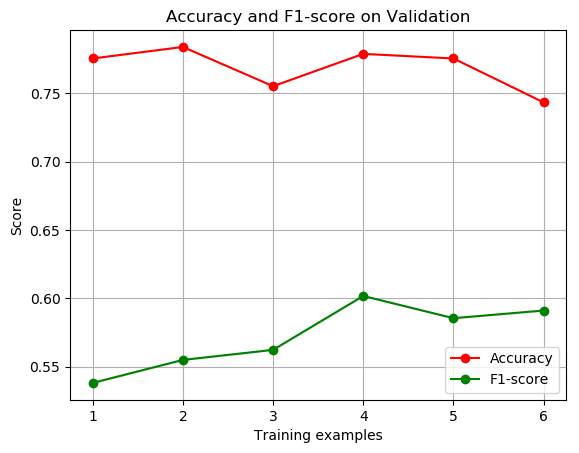 Accuracy and F1-score on Validation
Score
0.75
0.70
0.65
0.60
0.55
Accuracy
F1-score
1 2 3 4 5 6
Training examples